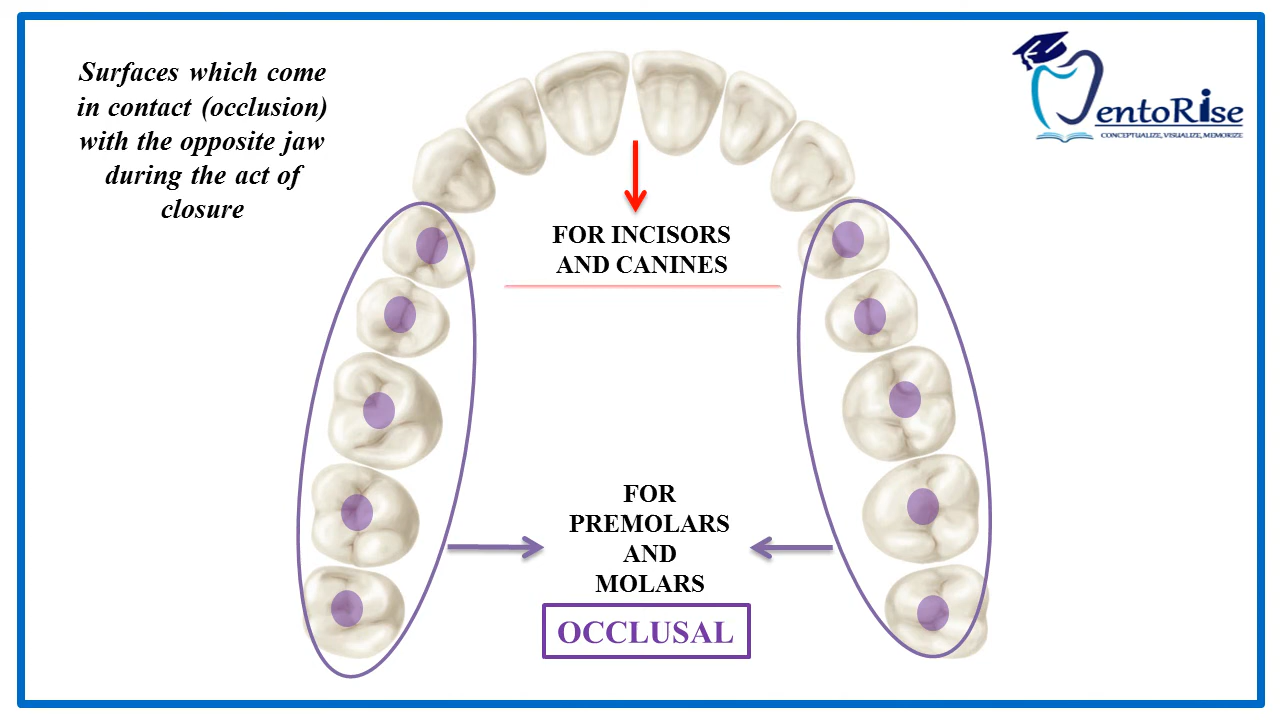 Surfaces which come
in contact (occlusion)
with the opposite jaw
during the act of
closure
entoRise
CONCEPTUALIZE, VISUALIZE, MEMORIZE
FOR INCISORS
AND CANINES
FOR
PREMOLARS
AND
MOLARS
OCCLUSAL